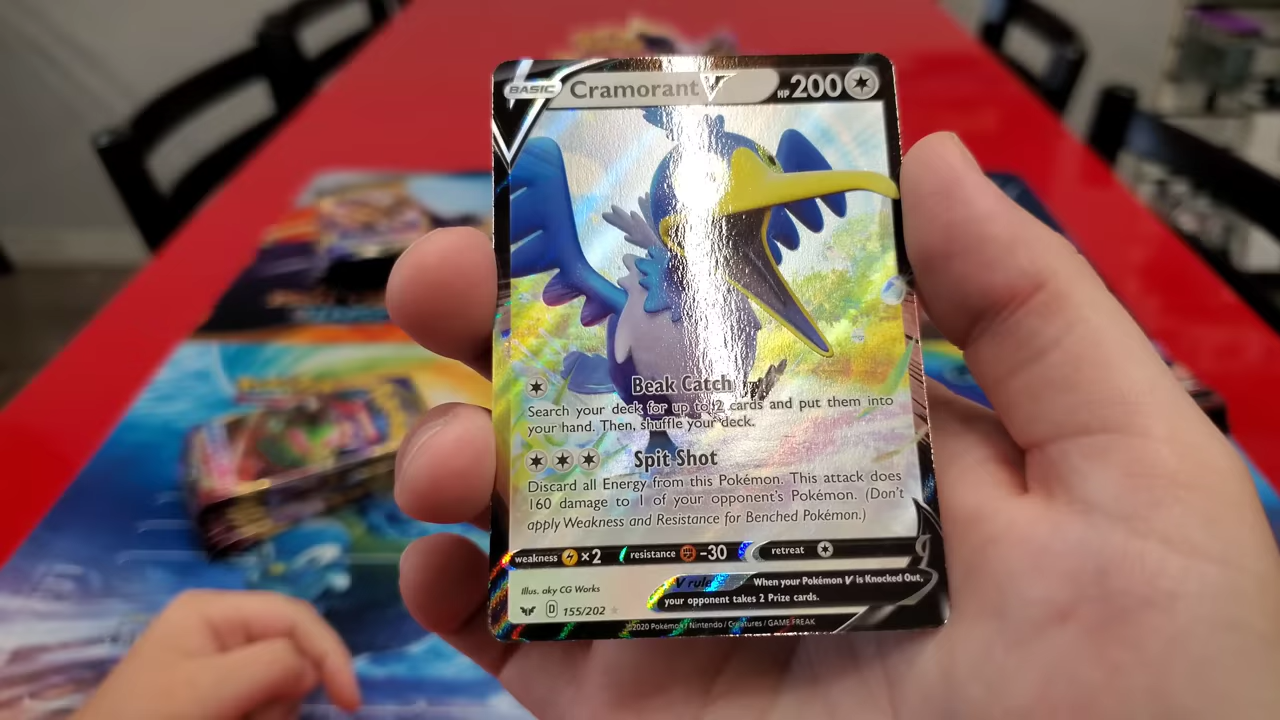 BASIC Cramorant V HP 200
Beak Catch
Search your deck for up to 2 cards and put them into
your hand. Then, shuffle your deck.
Spit Shot
Discard all Energy from this Pokémon. This attack does
160 damage to 1 of your opponent's Pokémon. (Don't
apply Weakness and Resistance for Benched Pokémon.)
weakness ×2 resistance -30 retreat
Illus. aky CG Works
V rule When your Pokémon V is Knocked Out,
your opponent takes 2 Prize cards.
D 155/202
©2020 Pokémon / Nintendo / Creatures / GAME FREAK